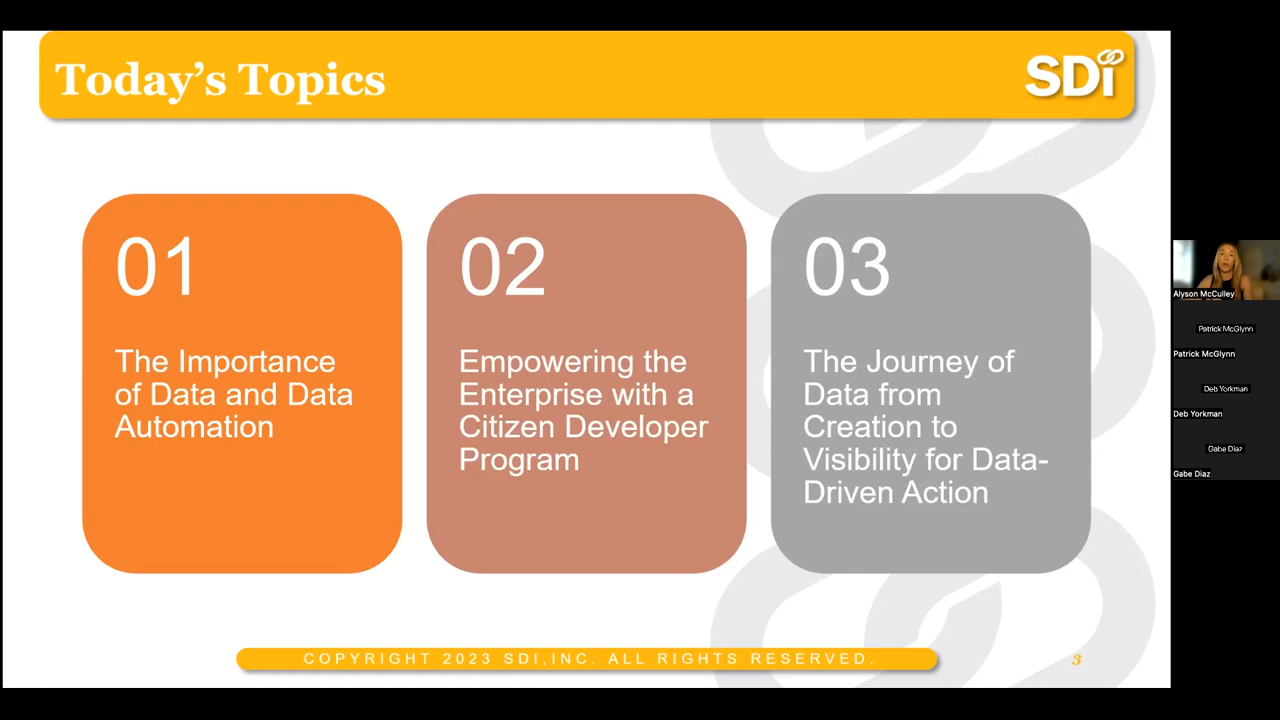 Today's Topics
SDi
01
The Importance
of Data and Data
Automation
02
Empowering the
Enterprise with a
Citizen Developer
Program
03
The Journey of
Data from
Creation to
Visibility for Data-
Driven Action
COPYRIGHT 2023 SDI,INC. ALL RIGHTS RESERVED.
3
Alyson McCulley
Patrick McGlynn
Patrick McGlynn
Deb Yorkman
Deb Yorkman
Gabe Diaz
Gabe Diaz